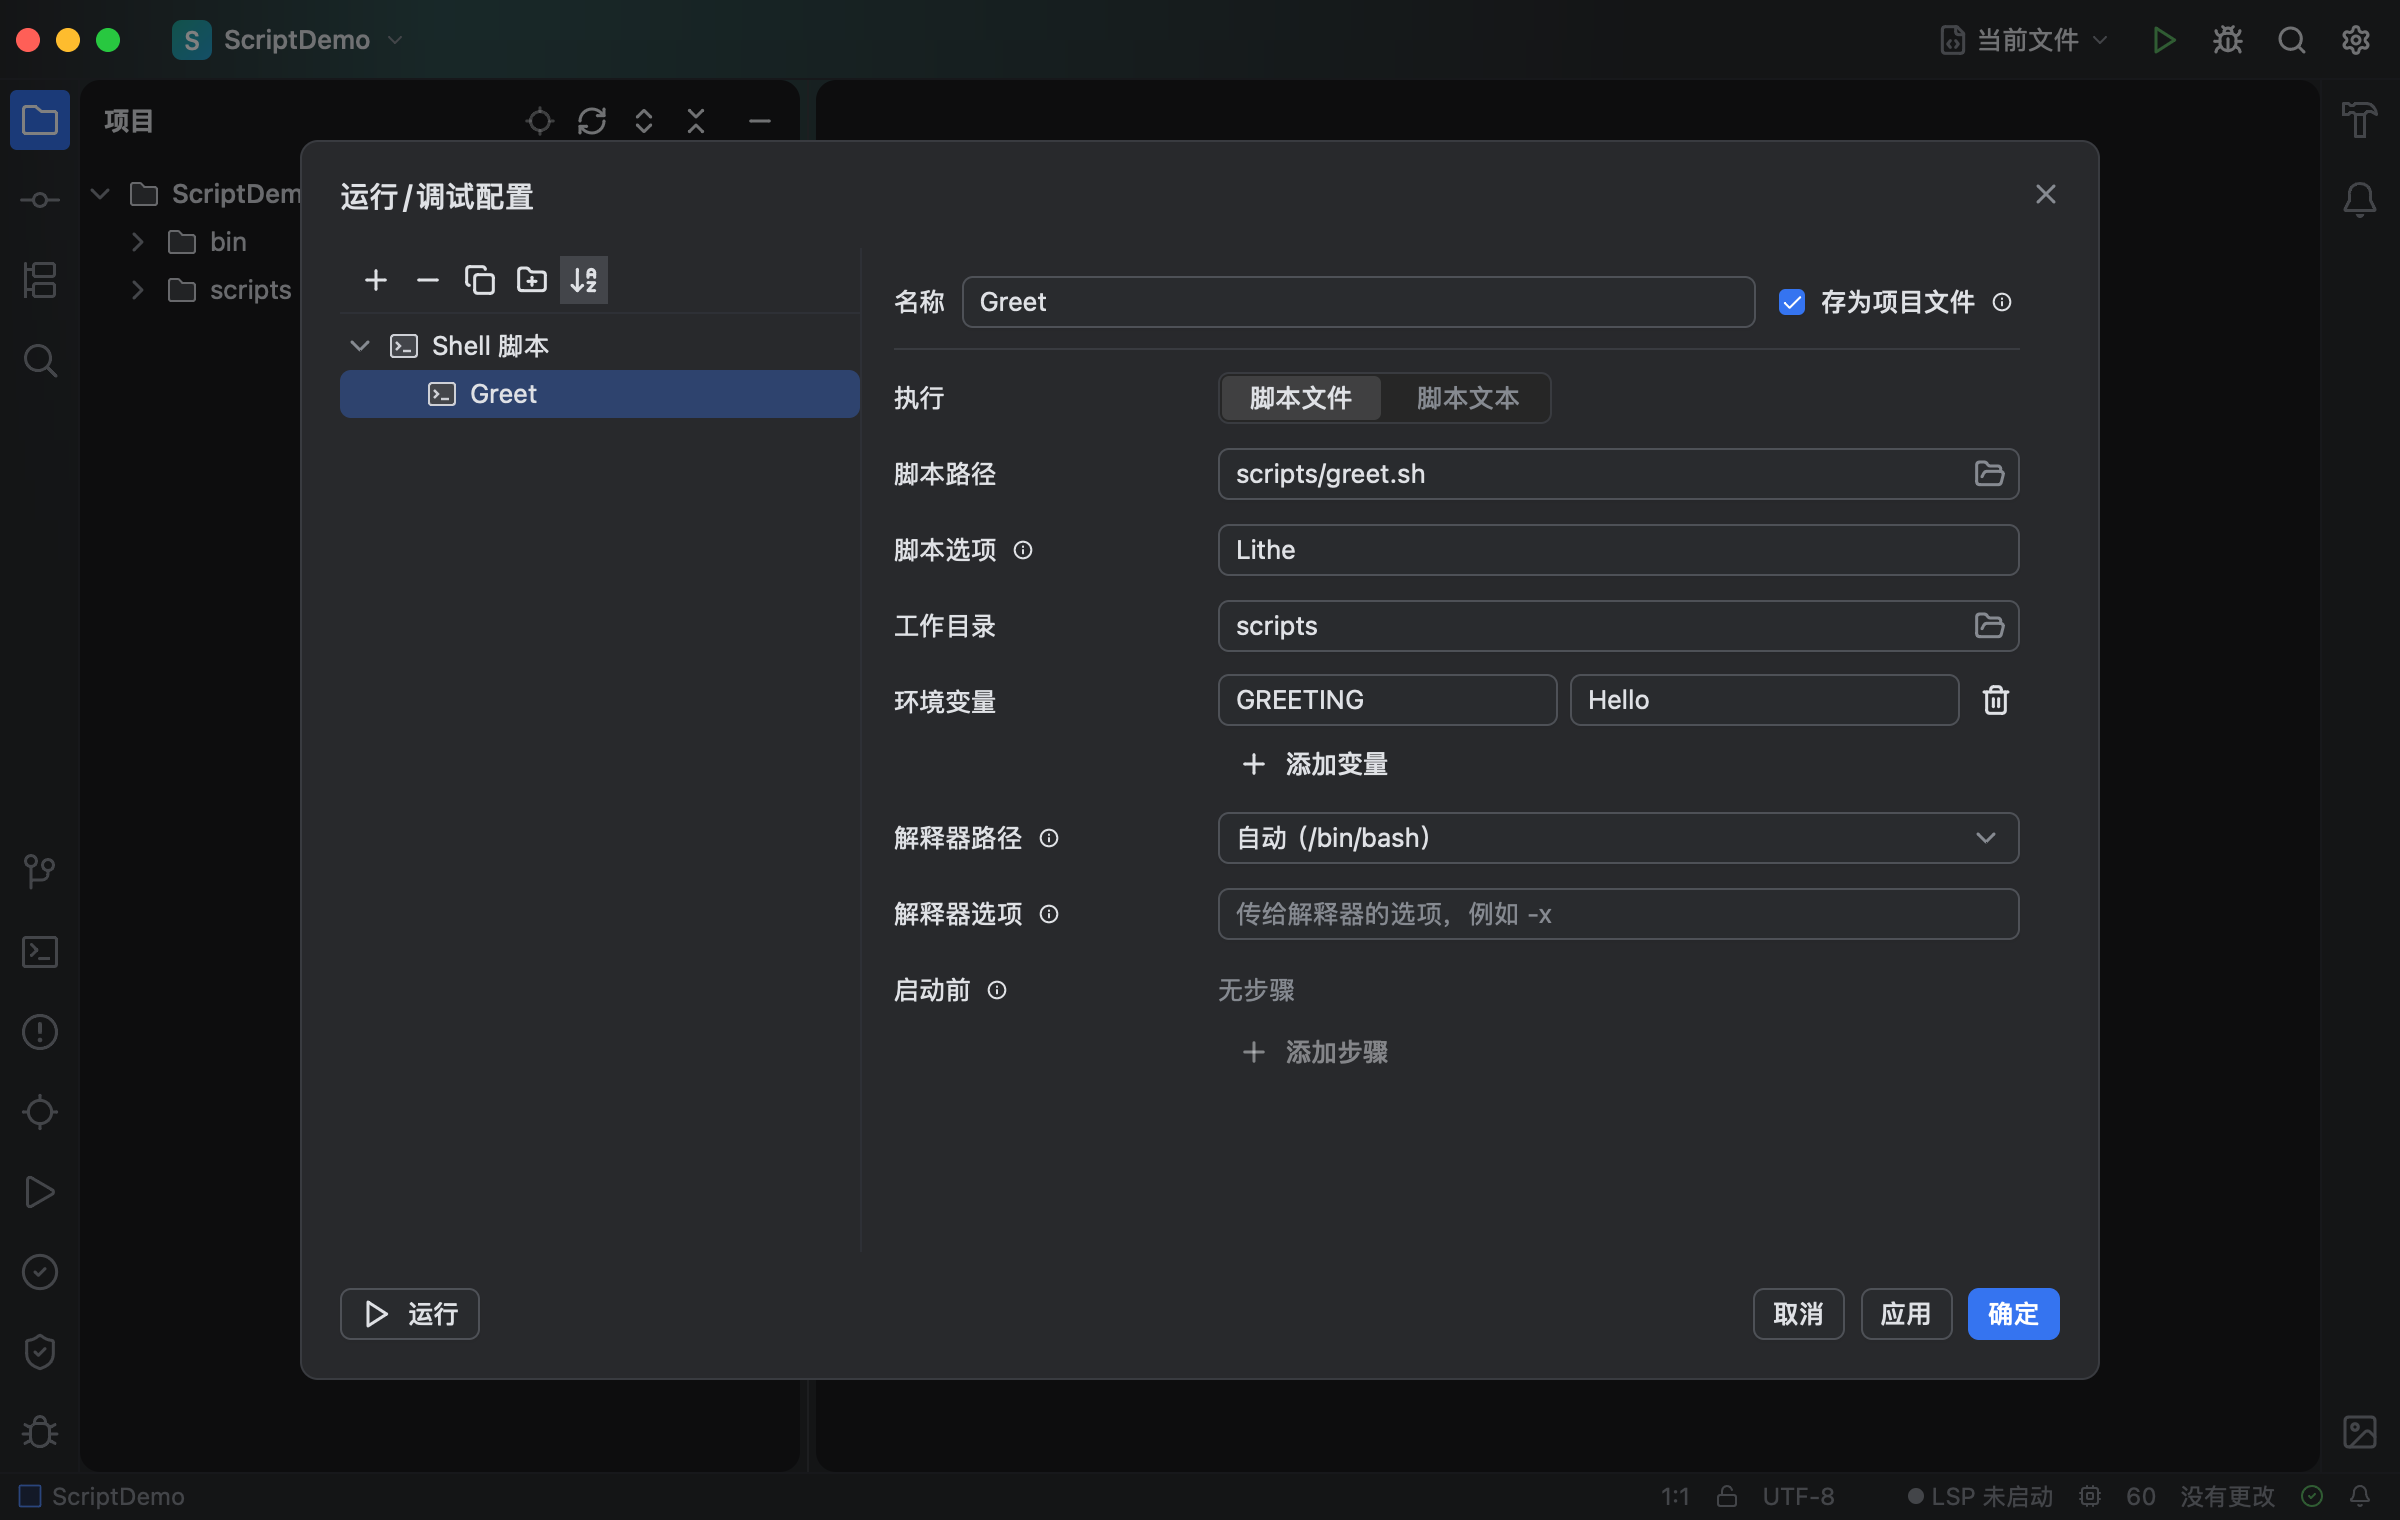 S ScriptDemo
当前文件
项目
ScriptDem
bin
scripts
运行/调试配置
Shell 脚本
Greet
名称 Greet 存为项目文件
执行 脚本文件 脚本文本
脚本路径 scripts/greet.sh
脚本选项 Lithe
工作目录 scripts
环境变量 GREETING Hello
添加变量
解释器路径 自动 (/bin/bash)
解释器选项 传给解释器的选项，例如 -x
启动前 无步骤
添加步骤
运行 取消 应用 确定
ScriptDemo 1:1 UTF-8 LSP 未启动 60 没有更改